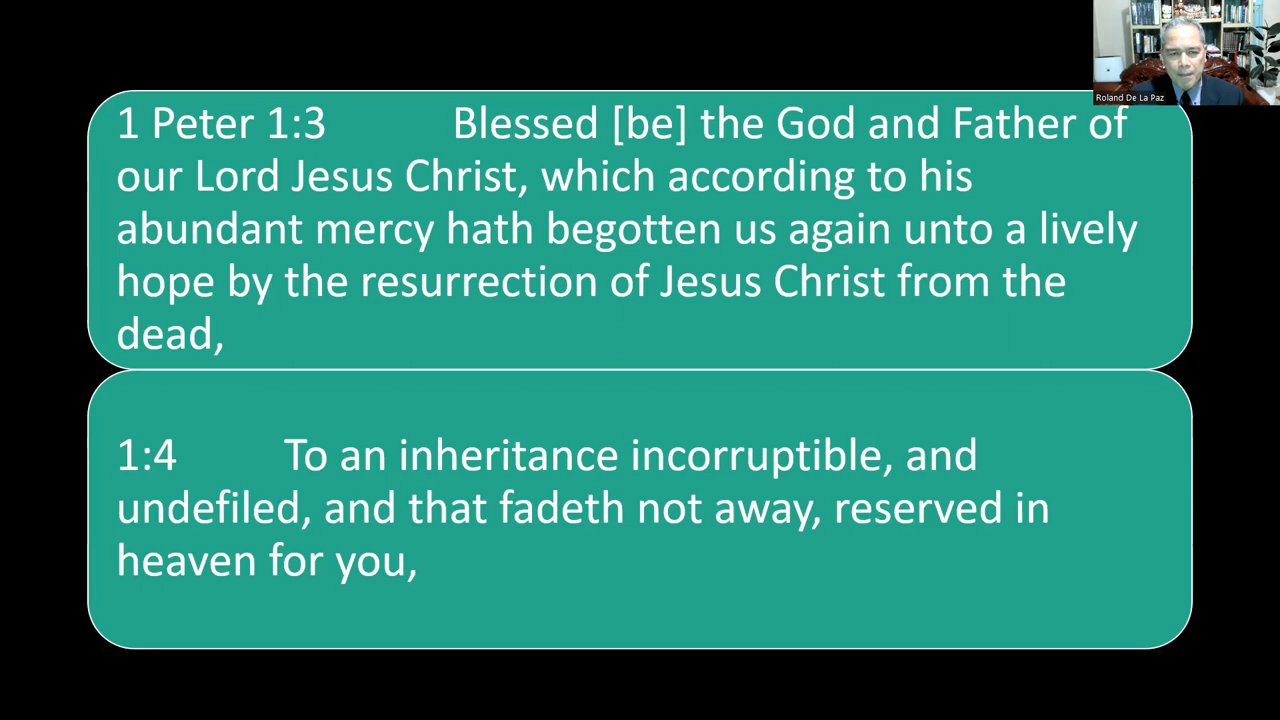 Roland De La Paz
1 Peter 1:3 Blessed [be] the God and Father of
our Lord Jesus Christ, which according to his
abundant mercy hath begotten us again unto a lively
hope by the resurrection of Jesus Christ from the
dead,
1:4 To an inheritance incorruptible, and
undefiled, and that fadeth not away, reserved in
heaven for you,